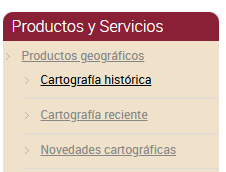 Productos y Servicios
Productos geográficos
Cartografía histórica
Cartografía reciente
Novedades cartográficas